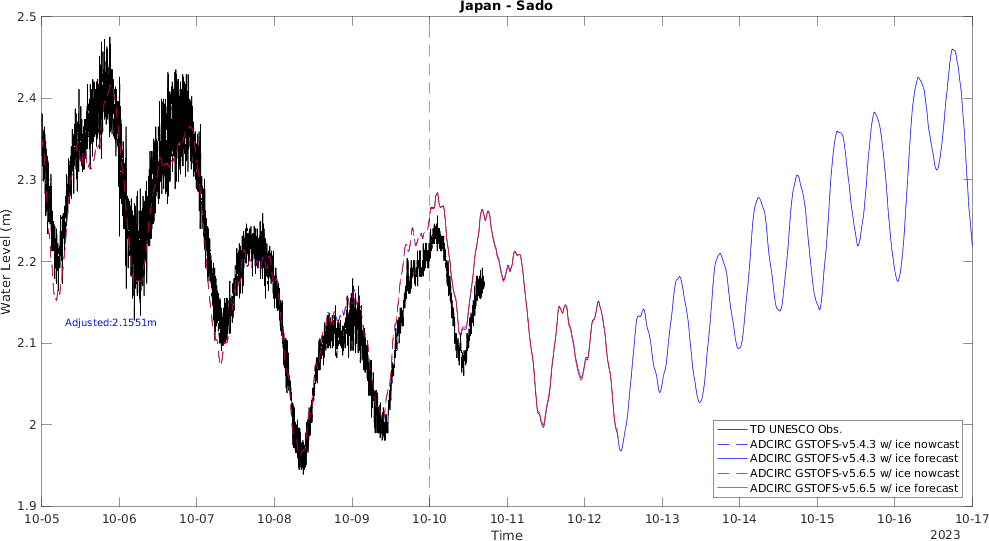 Japan - Sado
Water Level (m)
2.5
2.4
2.3
2.2
2.1
2
1.9
Adjusted:2.1551m
TD UNESCO Obs.
ADCIRC GSTOFS-v5.4.3 w/ ice nowcast
ADCIRC GSTOFS-v5.4.3 w/ ice forecast
ADCIRC GSTOFS-v5.6.5 w/ ice nowcast
ADCIRC GSTOFS-v5.6.5 w/ ice forecast
10-05 10-06 10-07 10-08 10-09 10-10 10-11 10-12 10-13 10-14 10-15 10-16 10-17
Time
2023